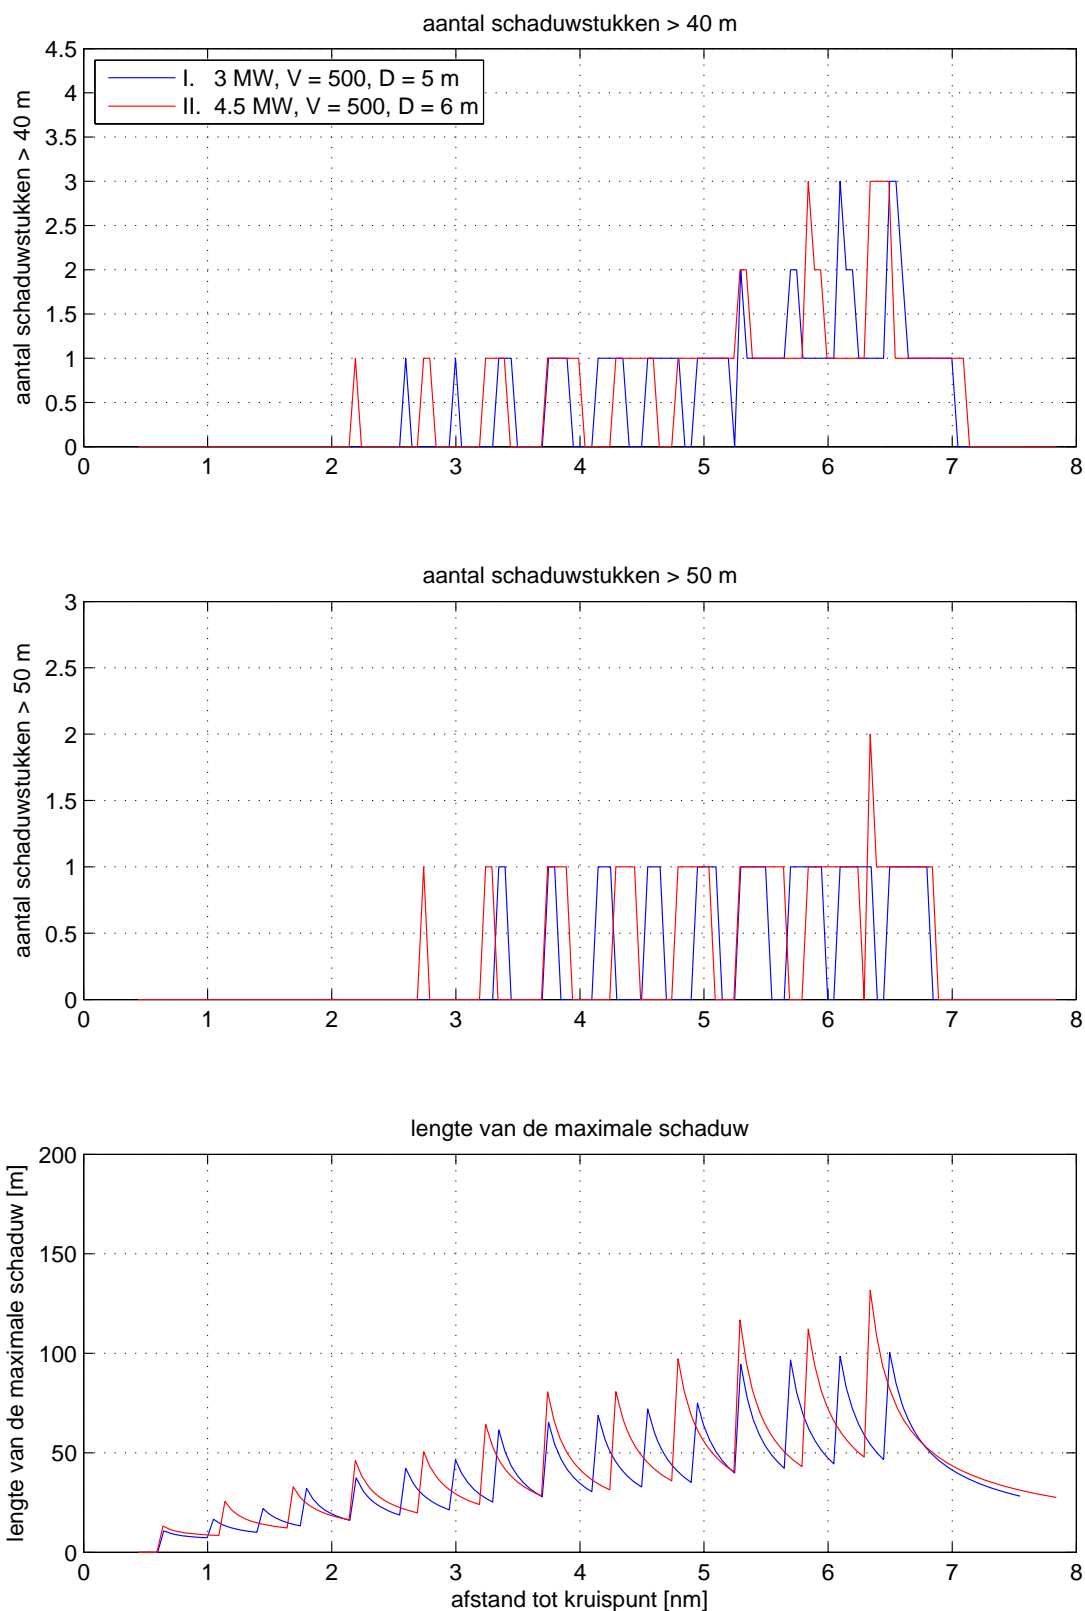 aantal schaduwstukken > 40 m
aantal schaduwstukken > 40 m
4.5
4
3.5
3
2.5
2
1.5
1
0.5
0
I. 3 MW, V = 500, D = 5 m
II. 4.5 MW, V = 500, D = 6 m
0 1 2 3 4 5 6 7 8
aantal schaduwstukken > 50 m
aantal schaduwstukken > 50 m
3
2.5
2
1.5
1
0.5
0
0 1 2 3 4 5 6 7 8
lengte van de maximale schaduw
lengte van de maximale schaduw [m]
200
150
100
50
0
0 1 2 3 4 5 6 7 8
afstand tot kruispunt [nm]